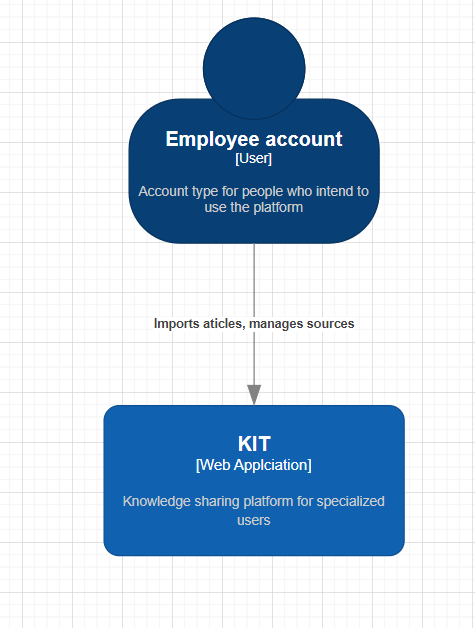 Employee account
[User]
Account type for people who intend to
use the platform
Imports aticles, manages sources
KIT
[Web Applciation]
Knowledge sharing platform for specialized
users